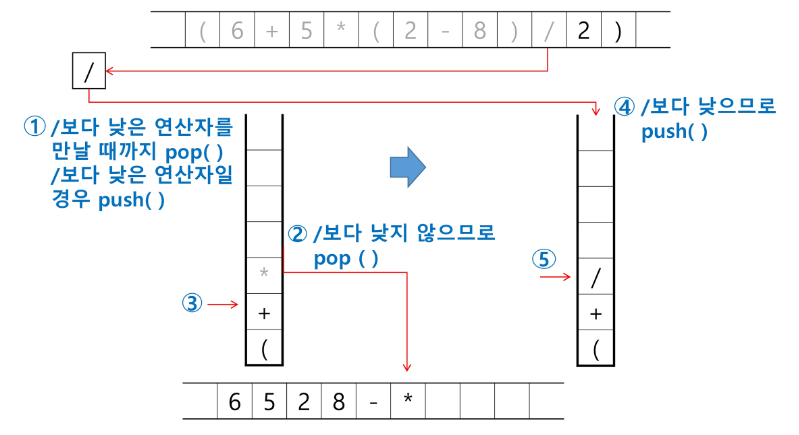 ( 6 + 5 * ( 2 - 8 ) / 2 )
/
① /보다 낮은 연산자를
만날 때까지 pop( )
/보다 낮은 연산자일
경우 push( )
④ /보다 낮으므로
push( )
② /보다 낮지 않으므로
pop ( )
*
③
+
(
⑤
/
+
(
6 5 2 8 - *